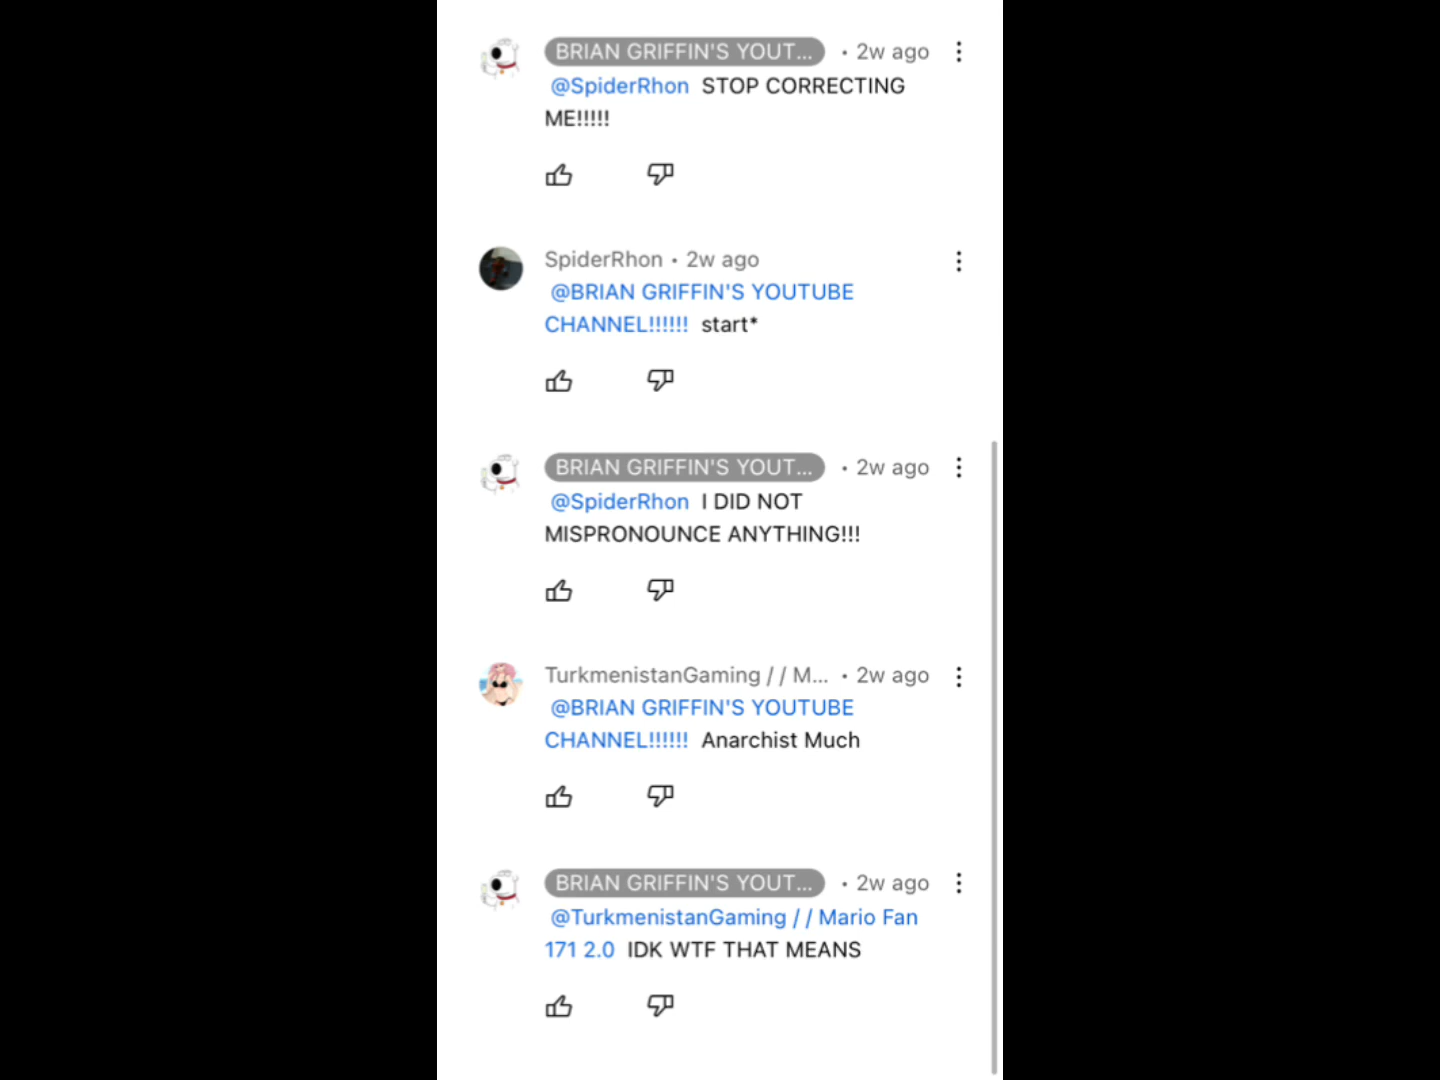 BRIAN GRIFFIN'S YOUT... • 2w ago
@SpiderRhon STOP CORRECTING
ME!!!!!
SpiderRhon • 2w ago
@BRIAN GRIFFIN'S YOUTUBE
CHANNEL!!!!!! start*
BRIAN GRIFFIN'S YOUT... • 2w ago
@SpiderRhon I DID NOT
MISPRONOUNCE ANYTHING!!!
TurkmenistanGaming // M... • 2w ago
@BRIAN GRIFFIN'S YOUTUBE
CHANNEL!!!!!! Anarchist Much
BRIAN GRIFFIN'S YOUT... • 2w ago
@TurkmenistanGaming // Mario Fan
171 2.0 IDK WTF THAT MEANS